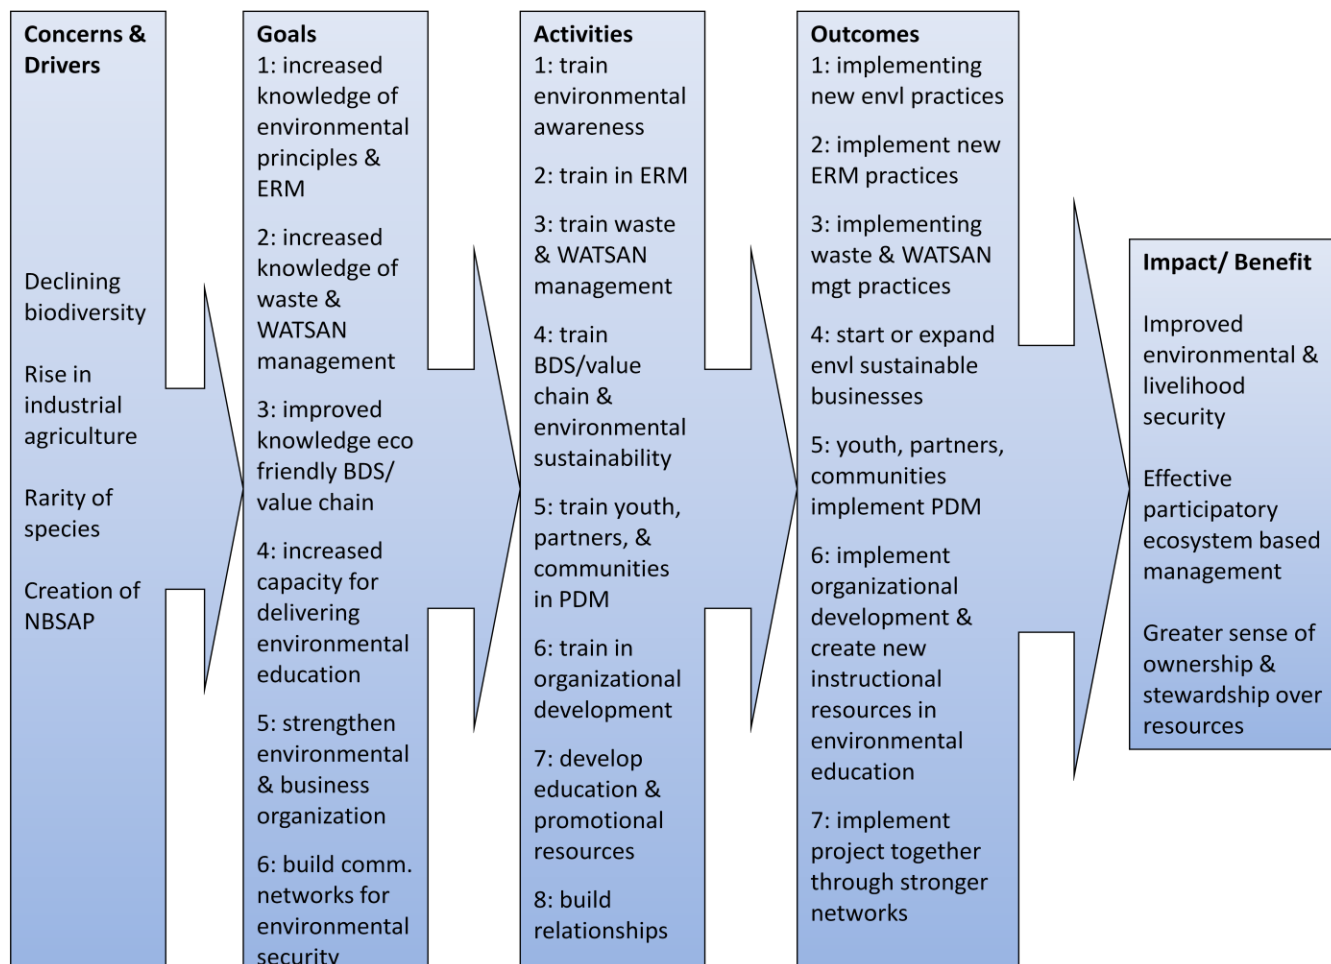 Concerns &
Drivers
Declining
biodiversity
Rise in
industrial
agriculture
Rarity of
species
Creation of
NBSAP
Goals
1: increased
knowledge of
environmental
principles &
ERM
2: increased
knowledge of
waste &
WATSAN
management
3: improved
knowledge eco
friendly BDS/
value chain
4: increased
capacity for
delivering
environmental
education
5: strengthen
environmental
& business
organization
6: build comm.
networks for
environmental
security
Activities
1: train
environmental
awareness
2: train in ERM
3: train waste
& WATSAN
management
4: train
BDS/value
chain &
environmental
sustainability
5: train youth,
partners, &
communities
in PDM
6: train in
organizational
development
7: develop
education &
promotional
resources
8: build
relationships
Outcomes
1: implementing
new envl practices
2: implement new
ERM practices
3: implementing
waste & WATSAN
mgt practices
4: start or expand
envl sustainable
businesses
5: youth, partners,
communities
implement PDM
6: implement
organizational
development &
create new
instructional
resources in
environmental
education
7: implement
project together
through stronger
networks
Impact/ Benefit
Improved
environmental &
livelihood
security
Effective
participatory
ecosystem based
management
Greater sense of
ownership &
stewardship over
resources